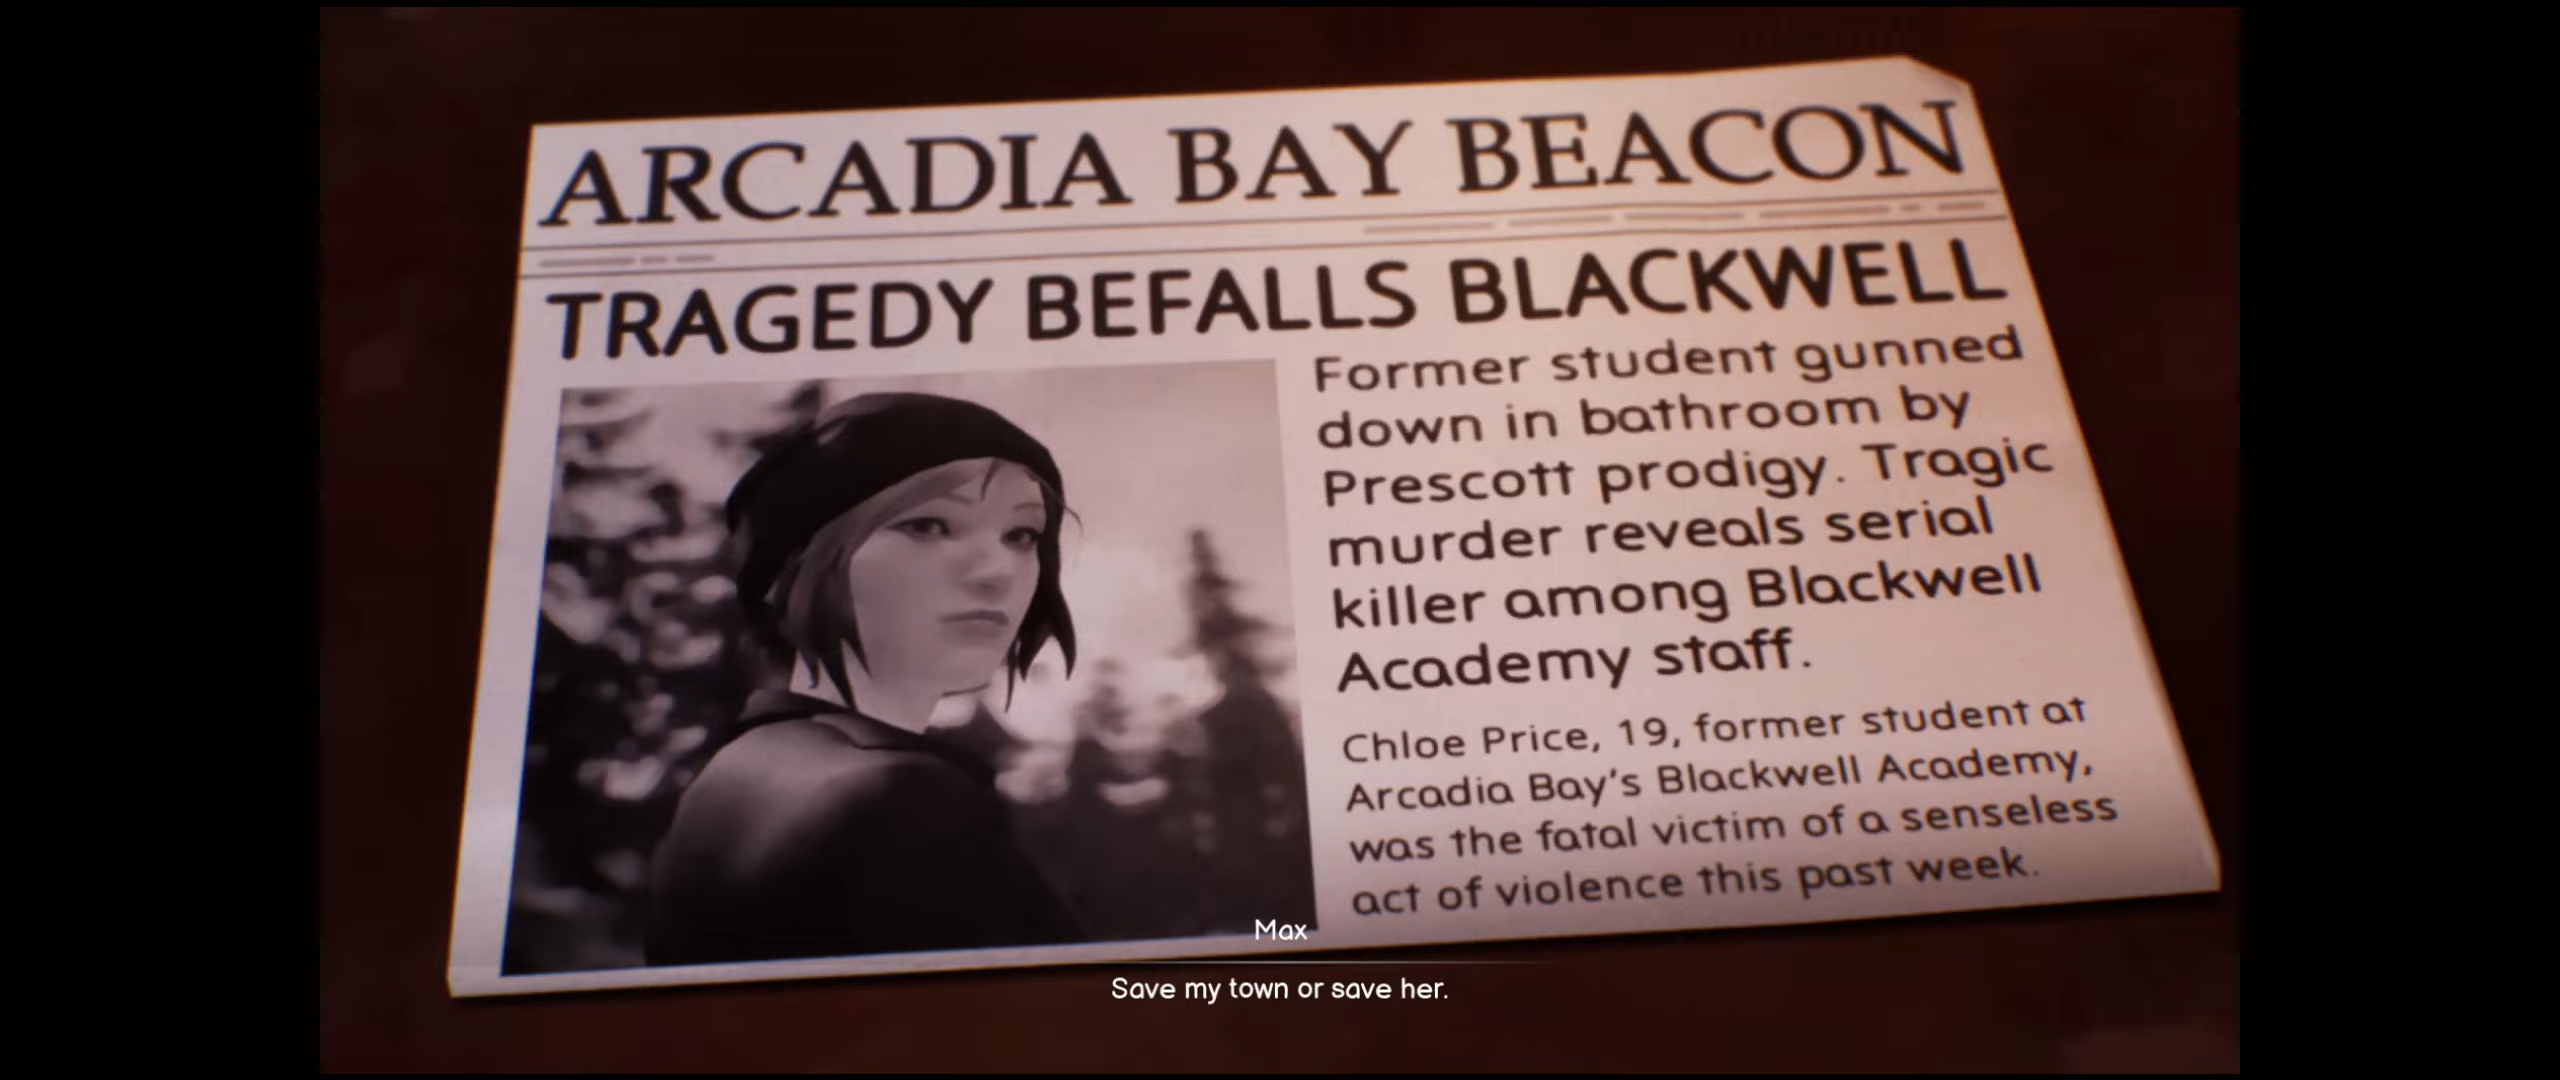 ARCADIA BAY BEACON
TRAGEDY BEFALLS BLACKWELL
Former student gunned
down in bathroom by
Prescott prodigy. Tragic
murder reveals serial
killer among Blackwell
Academy staff.
Chloe Price, 19, former student at
Arcadia Bay's Blackwell Academy,
was the fatal victim of a senseless
act of violence this past week.
Max
Save my town or save her.